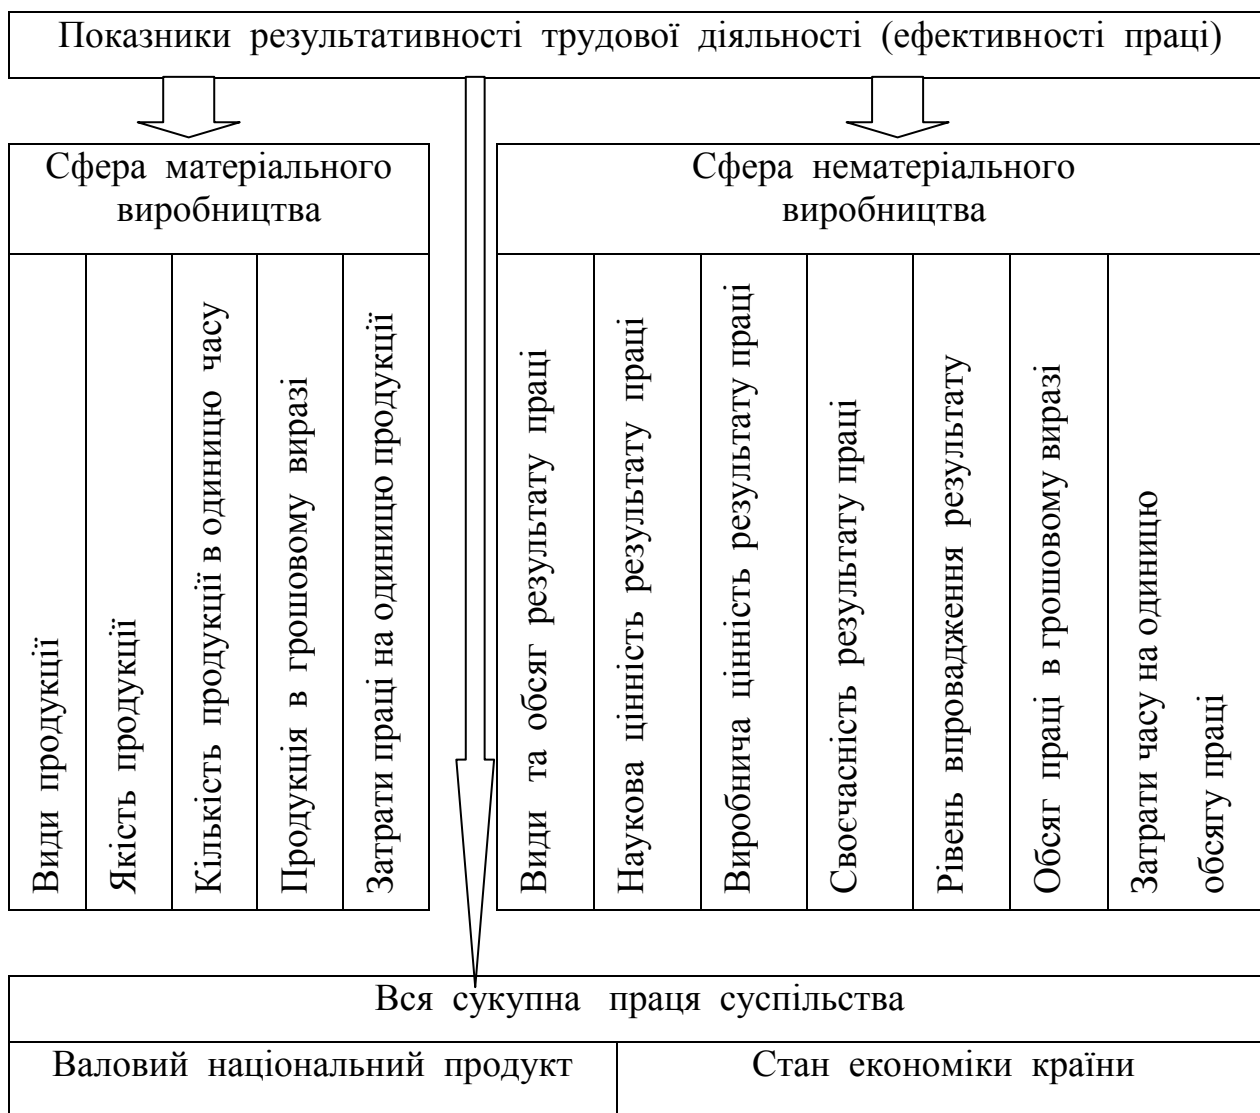 Показники результативності трудової діяльності (ефективності праці)
Сфера матеріального
виробництва
Сфера нематеріального
виробництва
Види продукції
Якість продукції
Кількість продукції в одиницю часу
Продукція в грошовому виразі
Затрати праці на одиницю продукції
Види та обсяг результату праці
Наукова цінність результату праці
Виробнича цінність результату праці
Своєчасність результату праці
Рівень впровадження результату
Обсяг праці в грошовому виразі
Затрати часу на одиницю
обсягу праці
Вся сукупна праця суспільства
Валовий національний продукт
Стан економіки країни